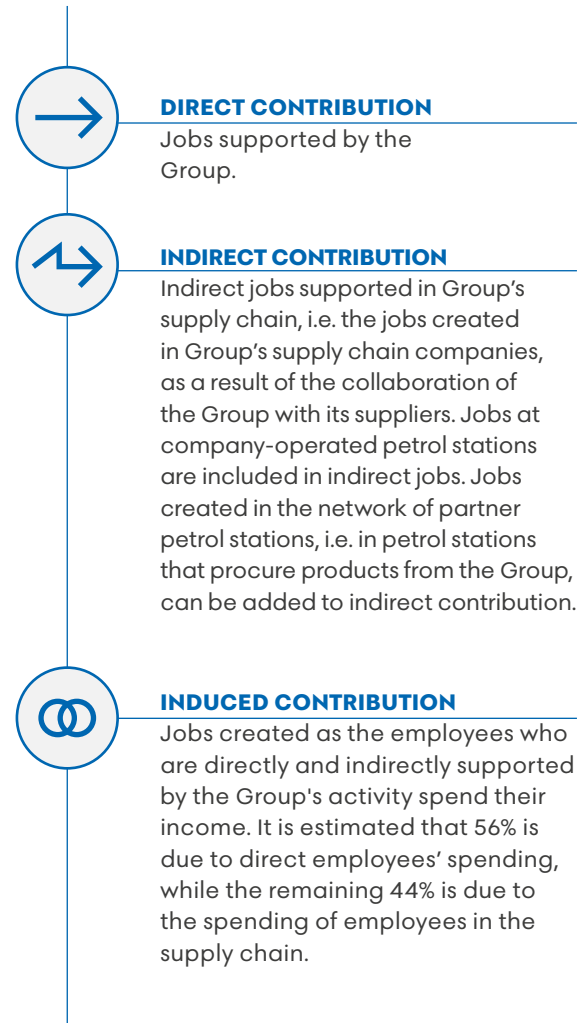 DIRECT CONTRIBUTION
Jobs supported by the
Group.
INDIRECT CONTRIBUTION
Indirect jobs supported in Group’s
supply chain, i.e. the jobs created
in Group’s supply chain companies,
as a result of the collaboration of
the Group with its suppliers. Jobs at
company-operated petrol stations
are included in indirect jobs. Jobs
created in the network of partner
petrol stations, i.e. in petrol stations
that procure products from the Group,
can be added to indirect contribution.
INDUCED CONTRIBUTION
Jobs created as the employees who
are directly and indirectly supported
by the Group's activity spend their
income. It is estimated that 56% is
due to direct employees’ spending,
while the remaining 44% is due to
the spending of employees in the
supply chain.